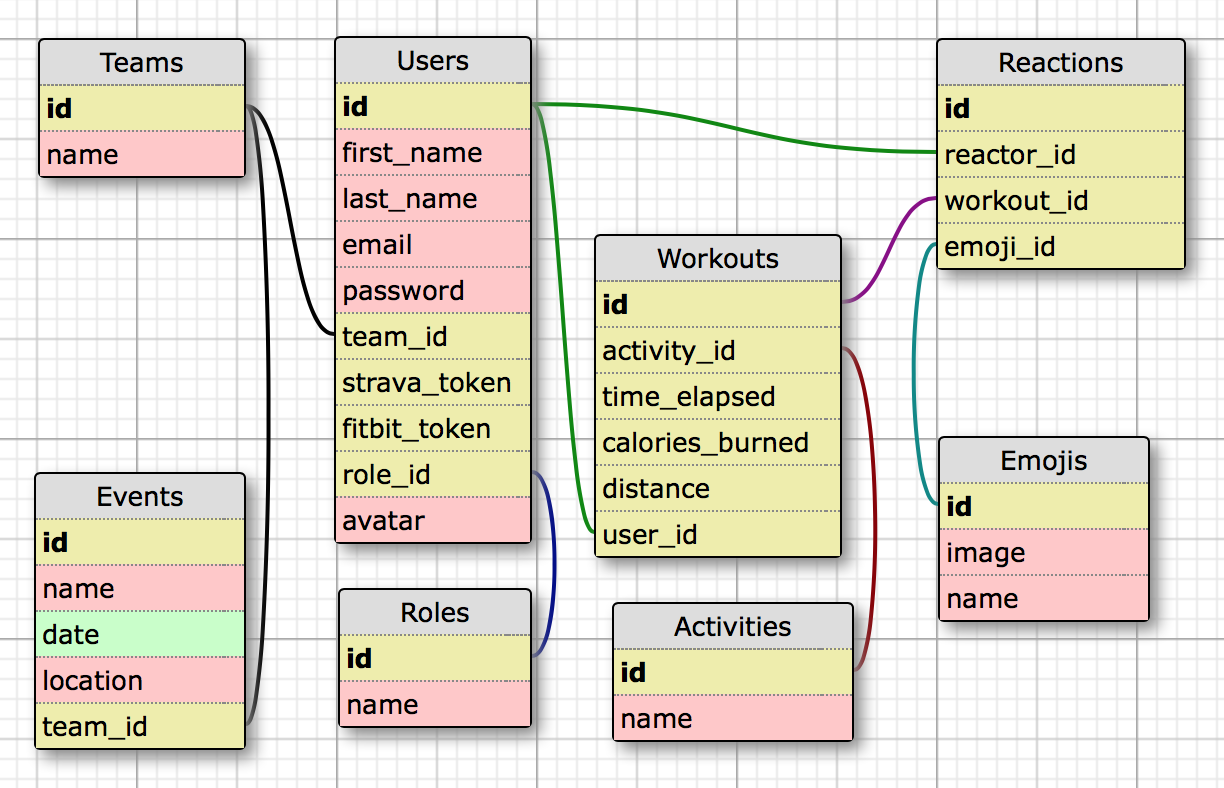 Teams
id
name
Users
id
first_name
last_name
email
password
team_id
strava_token
fitbit_token
role_id
avatar
Reactions
id
reactor_id
workout_id
emoji_id
Workouts
id
activity_id
time_elapsed
calories_burned
distance
user_id
Events
id
name
date
location
team_id
Roles
id
name
Activities
id
name
Emojis
id
image
name